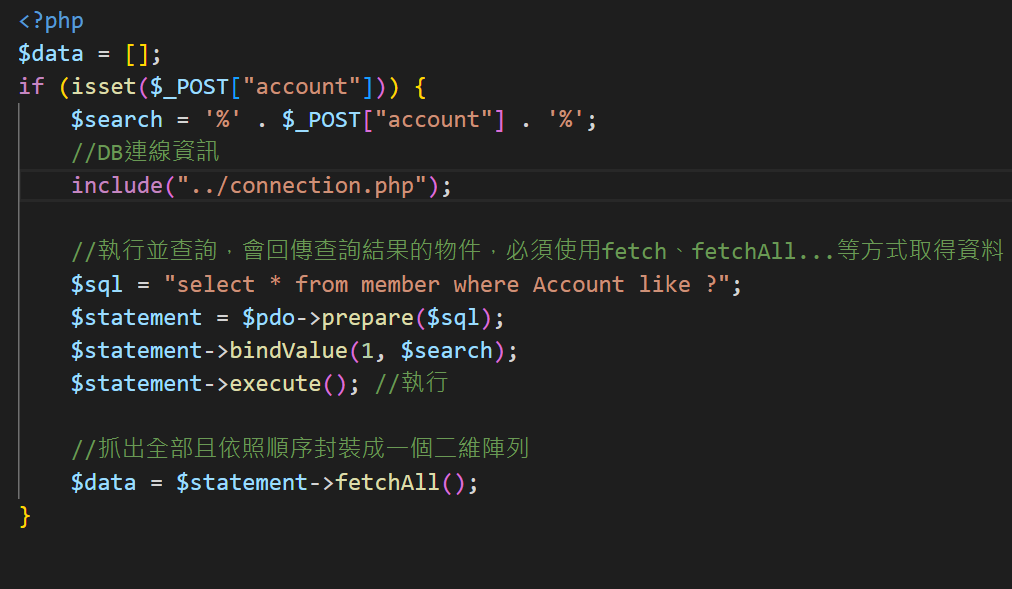 <?php
$data = [];
if (isset($_POST["account"])) {
    $search = '%' . $_POST["account"] . '%';
    //DB連線資訊
    include("../connection.php");

    //執行並查詢，會回傳查詢結果的物件，必須使用fetch、fetchAll...等方式取得資料
    $sql = "select * from member where Account like ?";
    $statement = $pdo->prepare($sql);
    $statement->bindValue(1, $search);
    $statement->execute(); //執行

    //抓出全部且依照順序封裝成一個二維陣列
    $data = $statement->fetchAll();
}